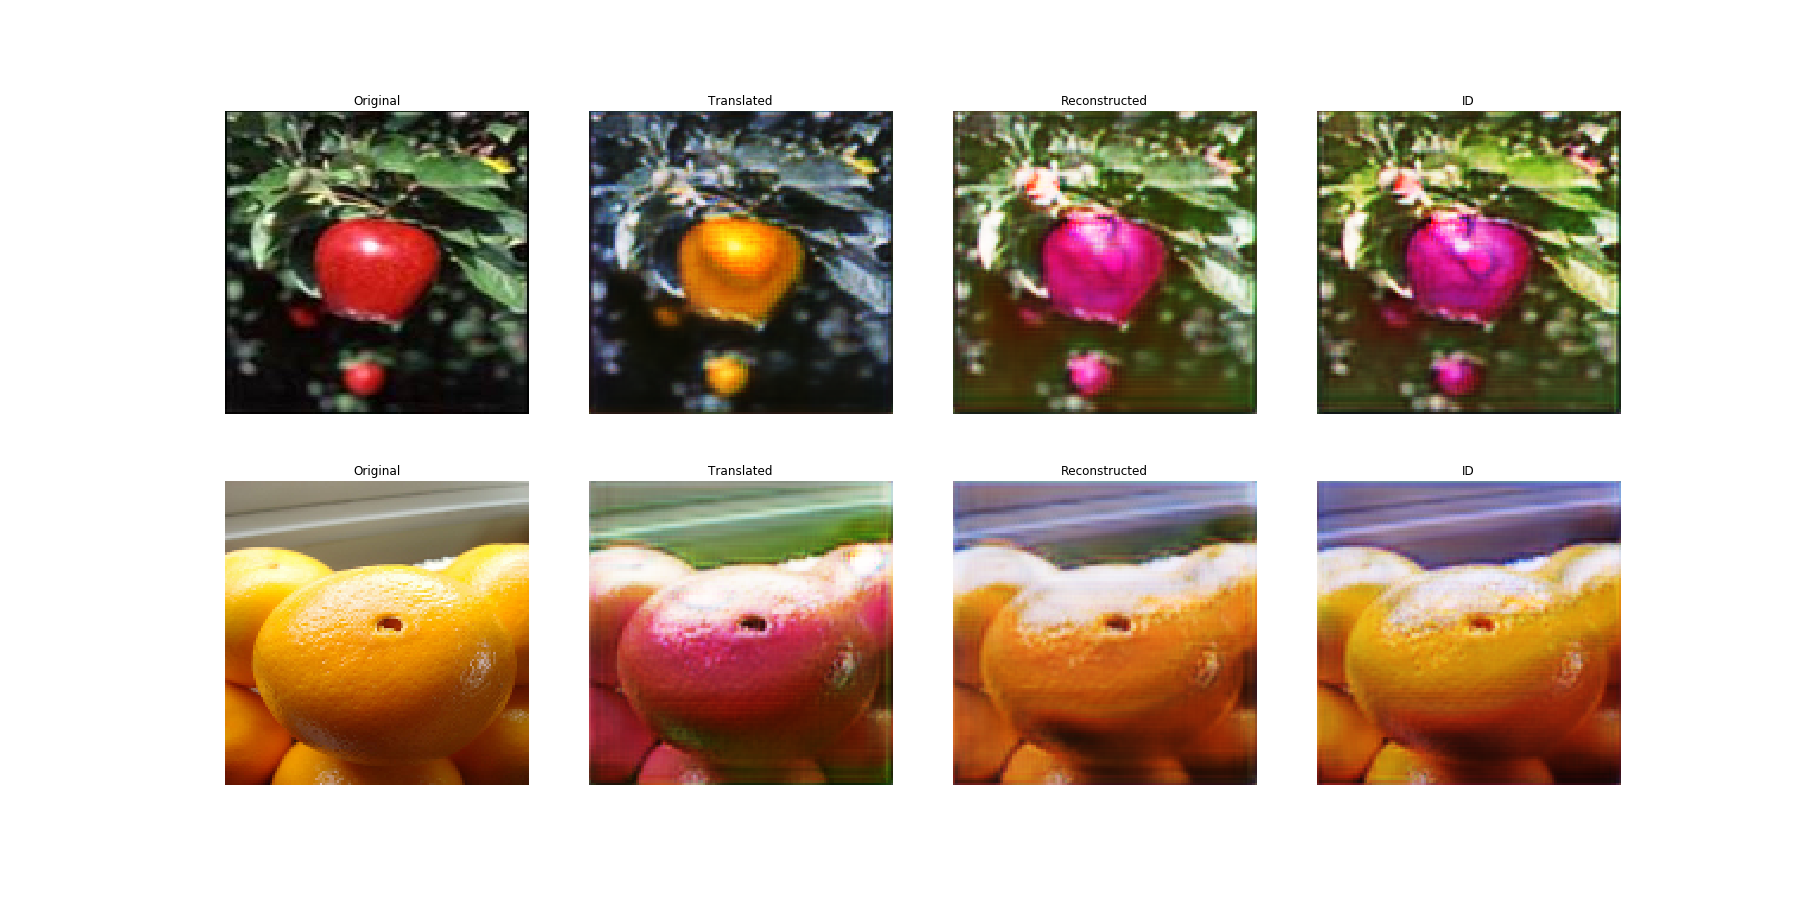 Original
Translated
Reconstructed
ID
Original
Translated
Reconstructed
ID